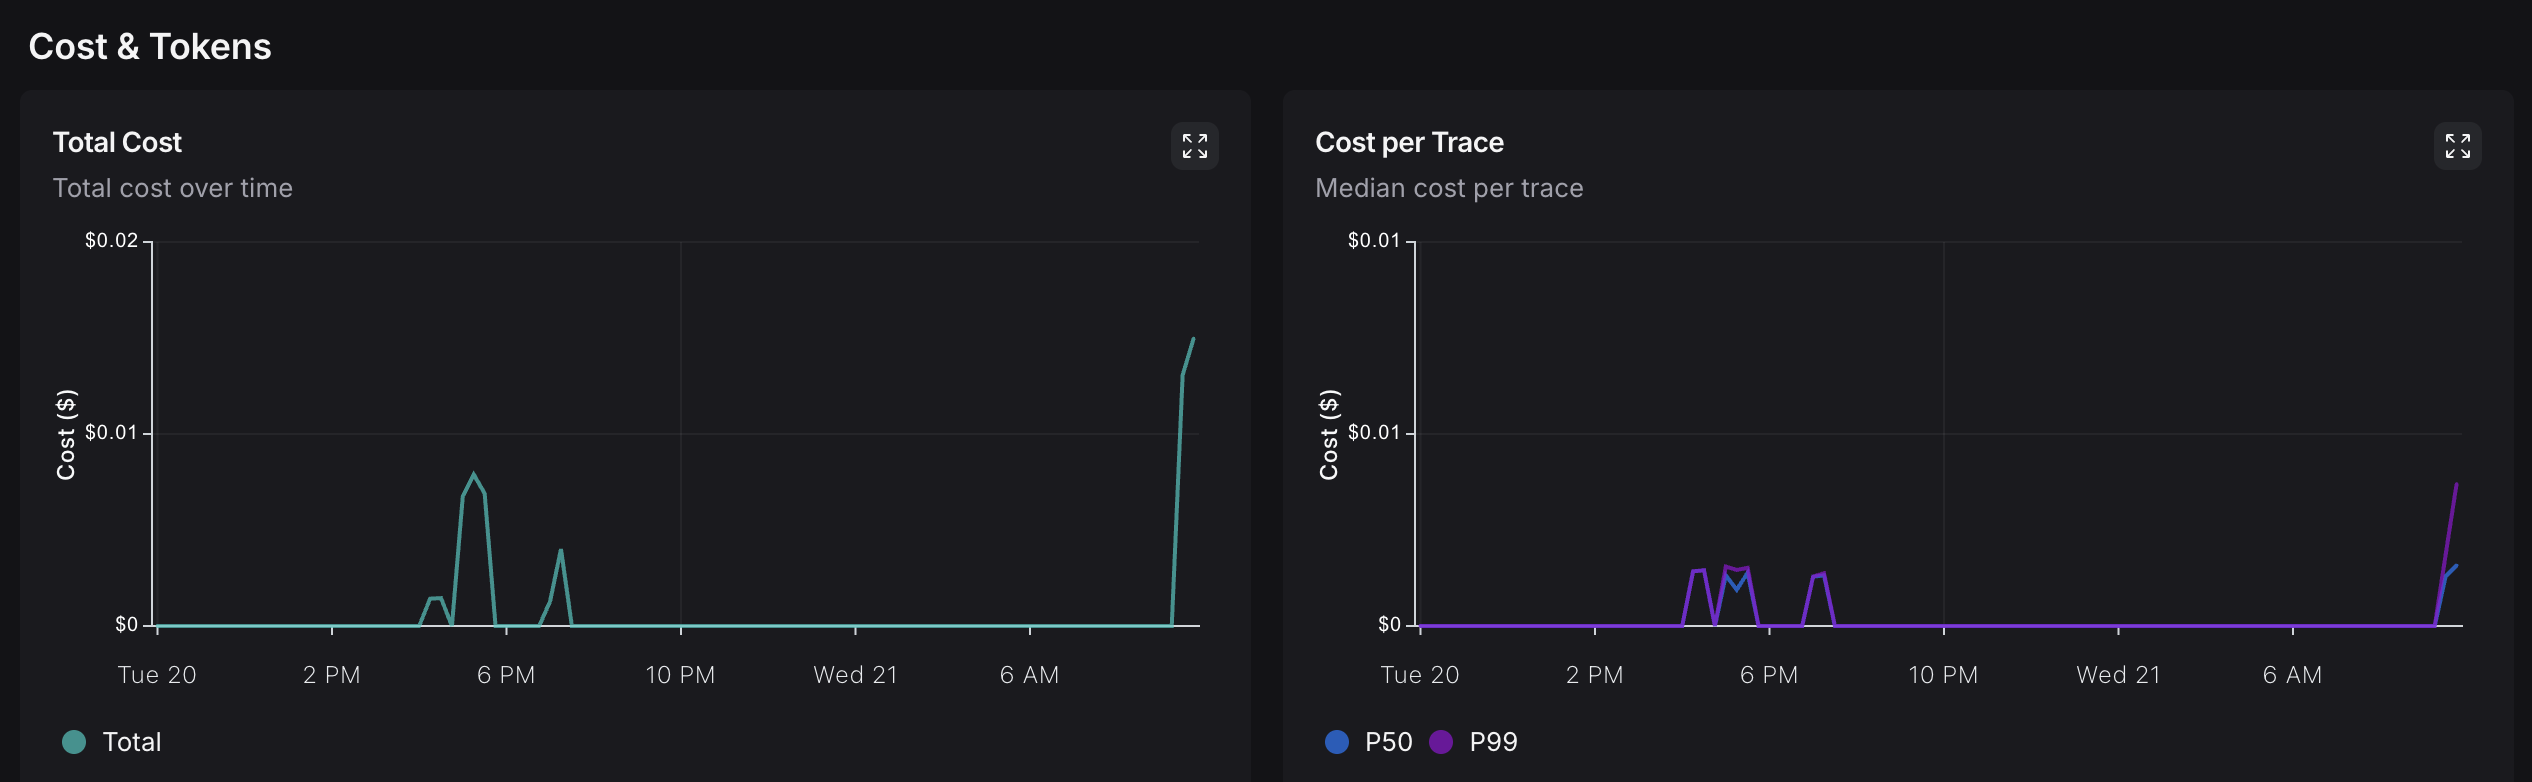 Cost & Tokens
Total Cost
Total cost over time
$0.02
$0.01
$0
Cost ($)
Tue 20
2 PM
6 PM
10 PM
Wed 21
6 AM
Total
Cost per Trace
Median cost per trace
$0.01
$0.01
$0
Cost ($)
Tue 20
2 PM
6 PM
10 PM
Wed 21
6 AM
P50
P99